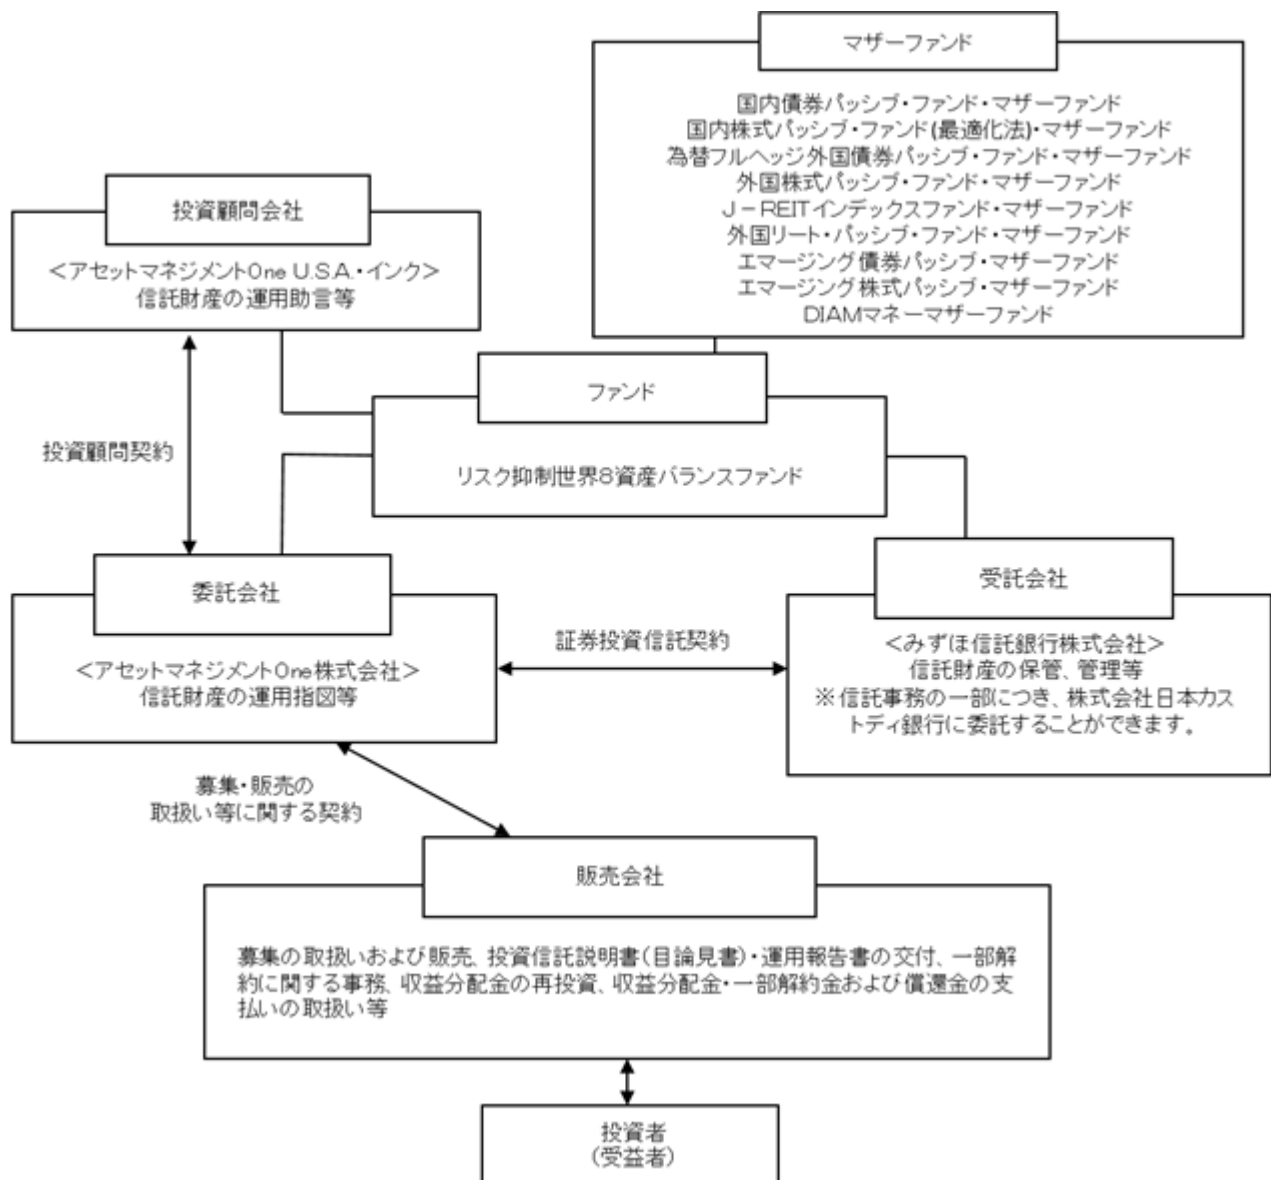 マザーファンド
国内債券パッシブ・ファンド・マザーファンド
国内株式パッシブ・ファンド(最適化法)・マザーファンド
為替フルヘッジ外国債券パッシブ・ファンド・マザーファンド
外国株式パッシブ・ファンド・マザーファンド
J－REITインデックスファンド・マザーファンド
外国リート・パッシブ・ファンド・マザーファンド
エマージング債券パッシブ・マザーファンド
エマージング株式パッシブ・マザーファンド
DIAMマネーマザーファンド
投資顧問会社
＜アセットマネジメントOne U.S.A.・インク＞
信託財産の運用助言等
ファンド
リスク抑制世界8資産バランスファンド
投資顧問契約
委託会社
＜アセットマネジメントOne株式会社＞
信託財産の運用指図等
証券投資信託契約
受託会社
＜みずほ信託銀行株式会社＞
信託財産の保管、管理等
※信託事務の一部につき、株式会社日本カス
トディ銀行に委託することができます。
募集・販売の
取扱い等に関する契約
販売会社
募集の取扱いおよび販売、投資信託説明書(目論見書)・運用報告書の交付、一部解
約に関する事務、収益分配金の再投資、収益分配金・一部解約金および償還金の支
払いの取扱い等
投資者
(受益者)